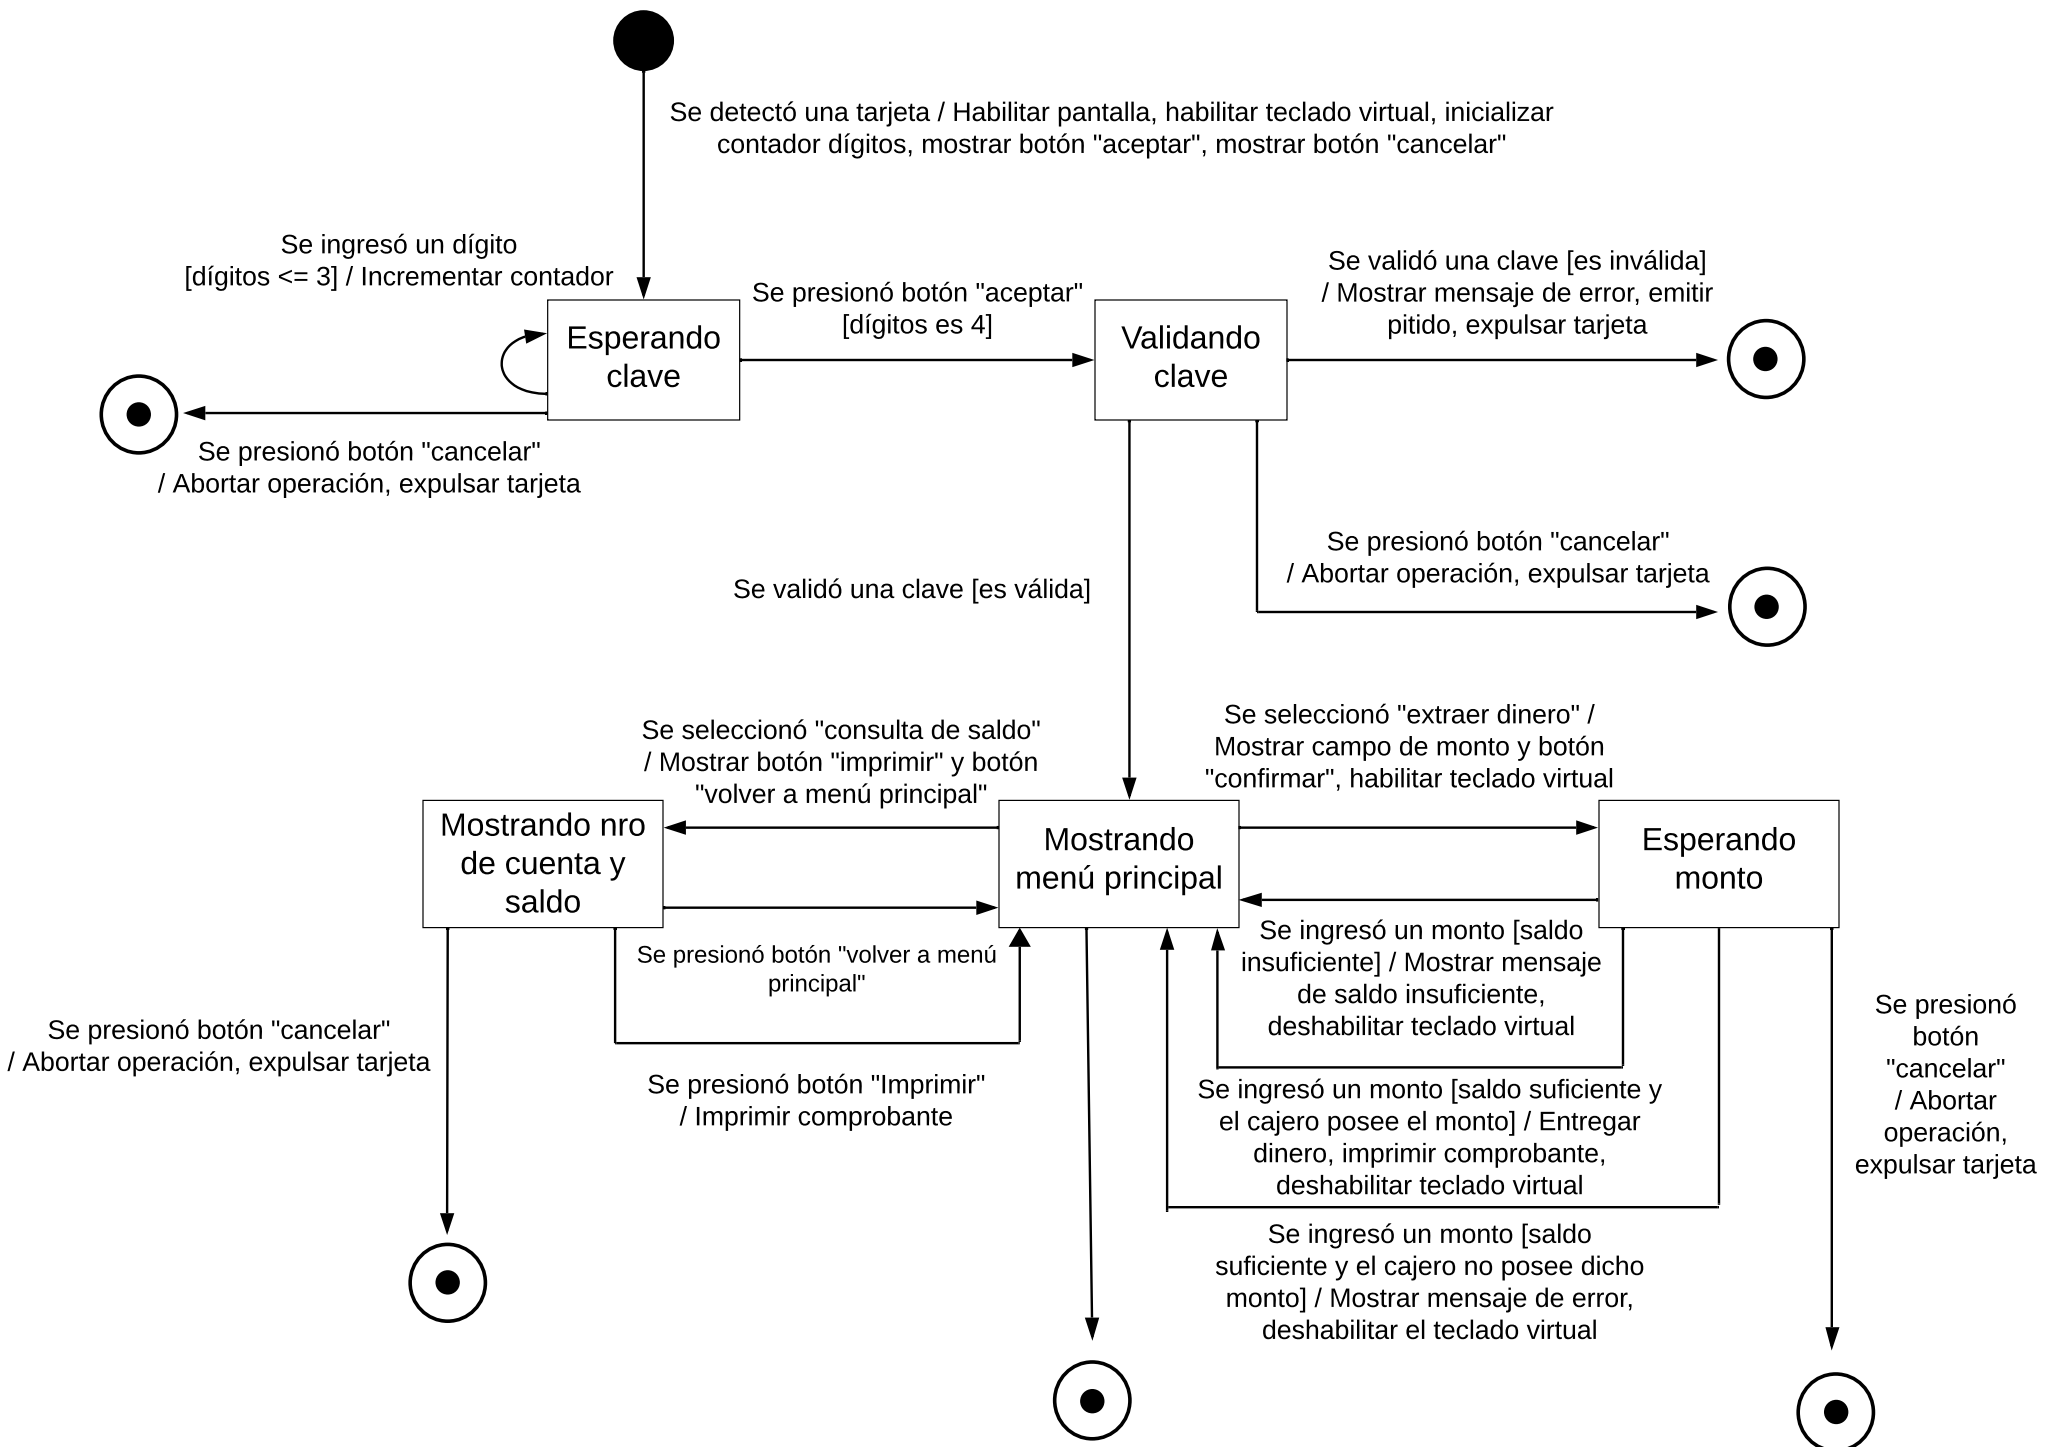 Se detectó una tarjeta / Habilitar pantalla, habilitar teclado virtual, inicializar
contador dígitos, mostrar botón "aceptar", mostrar botón "cancelar"
Se ingresó un dígito
[dígitos <= 3] / Incrementar contador
Se presionó botón "aceptar"
[dígitos es 4]
Se validó una clave [es inválida]
/ Mostrar mensaje de error, emitir
pitido, expulsar tarjeta
Esperando
clave
Validando
clave
Se presionó botón "cancelar"
/ Abortar operación, expulsar tarjeta
Se presionó botón "cancelar"
/ Abortar operación, expulsar tarjeta
Se validó una clave [es válida]
Se seleccionó "consulta de saldo"
/ Mostrar botón "imprimir" y botón
"volver a menú principal"
Se seleccionó "extraer dinero" /
Mostrar campo de monto y botón
"confirmar", habilitar teclado virtual
Mostrando nro
de cuenta y
saldo
Mostrando
menú principal
Esperando
monto
Se presionó botón "volver a menú
principal"
Se ingresó un monto [saldo
insuficiente] / Mostrar mensaje
de saldo insuficiente,
deshabilitar teclado virtual
Se presionó botón "cancelar"
/ Abortar operación, expulsar tarjeta
Se presionó botón "Imprimir"
/ Imprimir comprobante
Se ingresó un monto [saldo suficiente y
el cajero posee el monto] / Entregar
dinero, imprimir comprobante,
deshabilitar teclado virtual
Se presionó
botón
"cancelar"
/ Abortar
operación,
expulsar tarjeta
Se ingresó un monto [saldo
suficiente y el cajero no posee dicho
monto] / Mostrar mensaje de error,
deshabilitar el teclado virtual